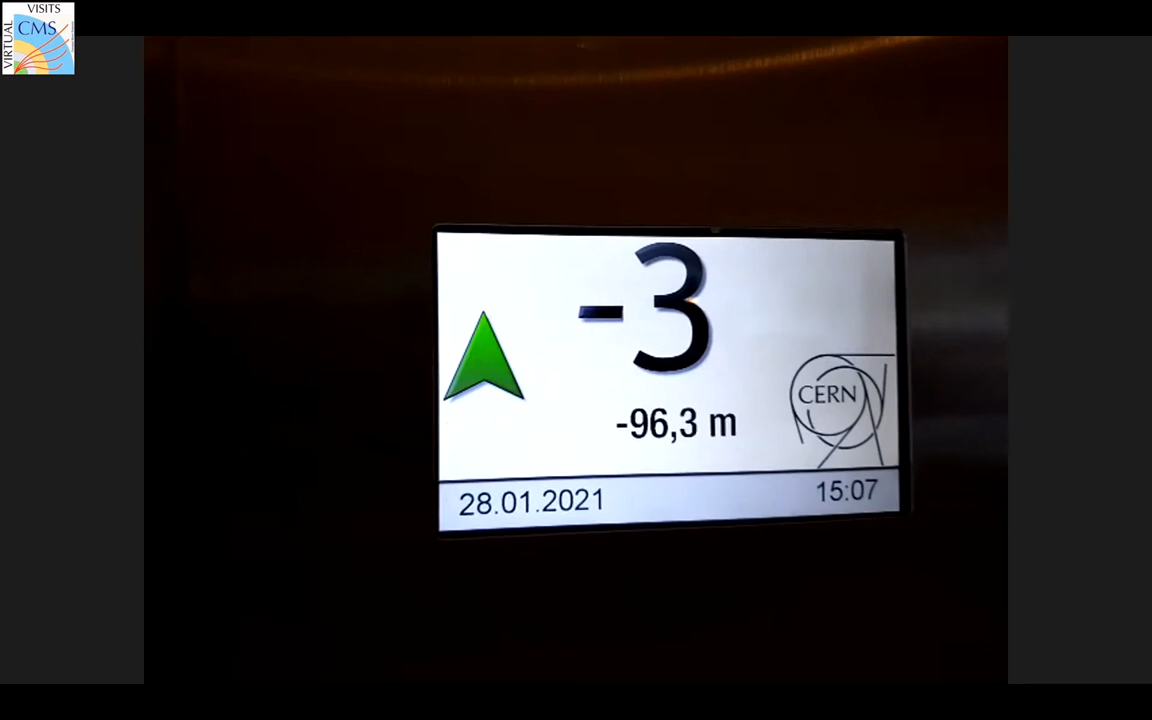 VISITS
VIRTUAL
CMS
-3
-96,3 m
CERN
28.01.2021
15:07